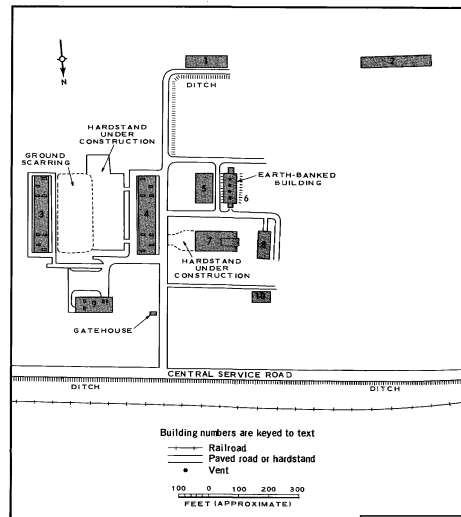 1
2
DITCH
N
HARDSTAND
UNDER
CONSTRUCTION
GROUND
SCARRING
EARTH-BANKED
BUILDING
3
4
5
6
7
8
HARDSTAND
UNDER
CONSTRUCTION
9
10
GATEHOUSE
CENTRAL SERVICE ROAD
DITCH
DITCH
Building numbers are keyed to text
Railroad
Paved road or hardstand
Vent
100 0 100 200 300
FEET (APPROXIMATE)